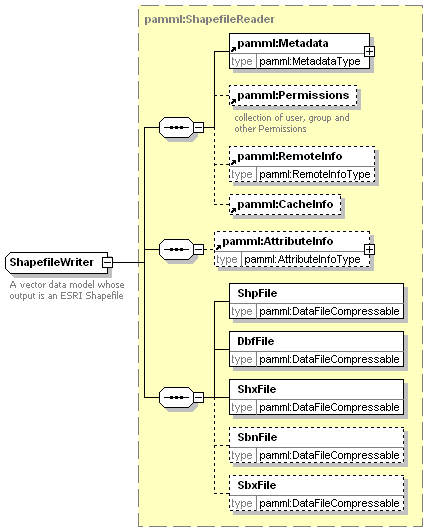 pamml:ShapefileReader
pamml:Metadata
type pamml:MetadataType
pamml:Permissions
collection of user, group and
other Permissions
pamml:RemoteInfo
type pamml:RemoteInfoType
pamml:CacheInfo
pamml:AttributeInfo
type pamml:AttributeInfoType
ShapefileWriter
A vector data model whose
output is an ESRI Shapefile
ShpFile
type pamml:DataFileCompressable
DbfFile
type pamml:DataFileCompressable
ShxFile
type pamml:DataFileCompressable
SbnFile
type pamml:DataFileCompressable
SbxFile
type pamml:DataFileCompressable